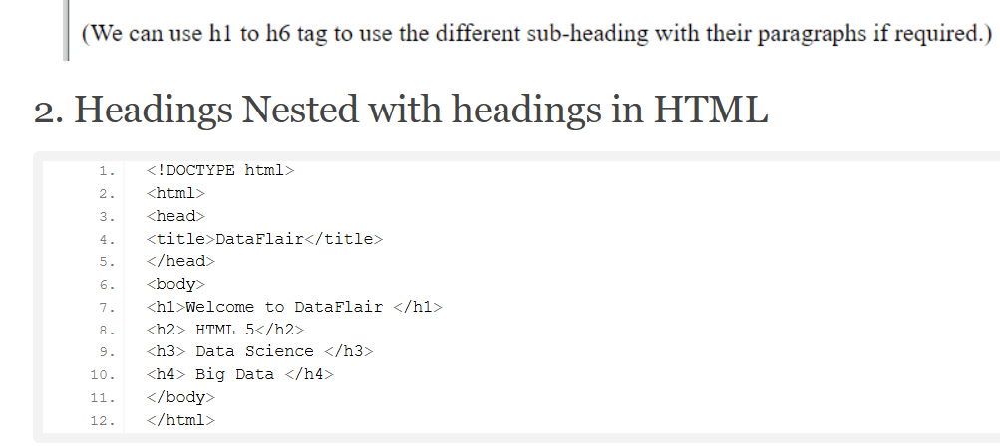 (We can use h1 to h6 tag to use the different sub-heading with their paragraphs if required.)
2. Headings Nested with headings in HTML
1. <!DOCTYPE html>
2. <html>
3. <head>
4. <title>DataFlair</title>
5. </head>
6. <body>
7. <h1>Welcome to DataFlair </h1>
8. <h2> HTML 5</h2>
9. <h3> Data Science </h3>
10. <h4> Big Data </h4>
11. </body>
12. </html>